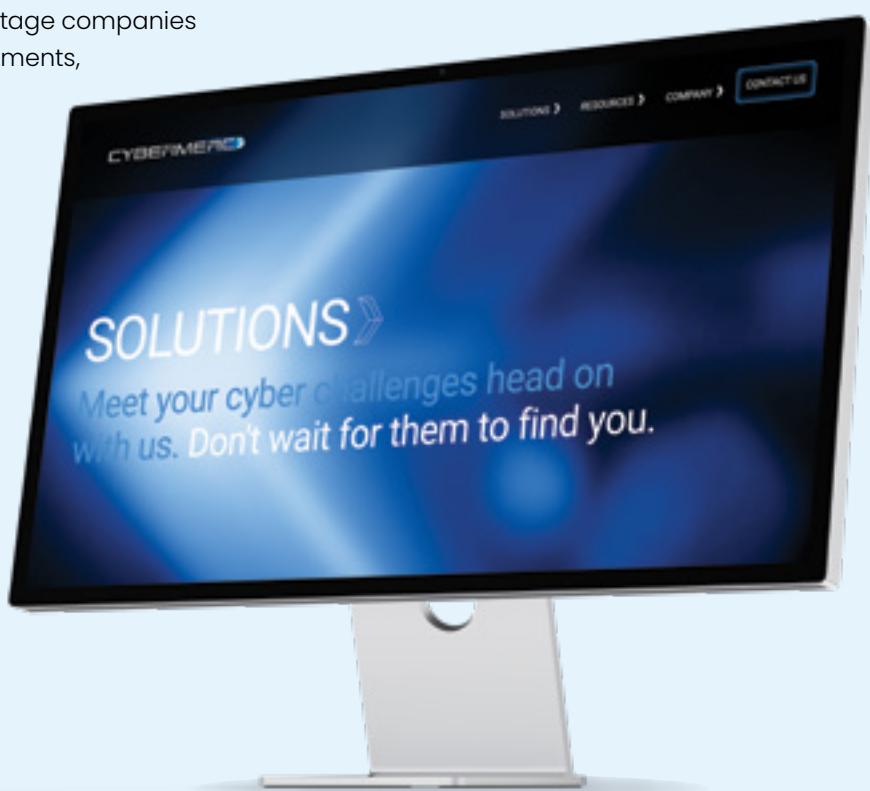 tage companies
ments,
CYBERMERC
SOLUTIONS
RESOURCES
COMPANY
CONTACT US
SOLUTIONS
Meet your cyber challenges head on
with us. Don't wait for them to find you.